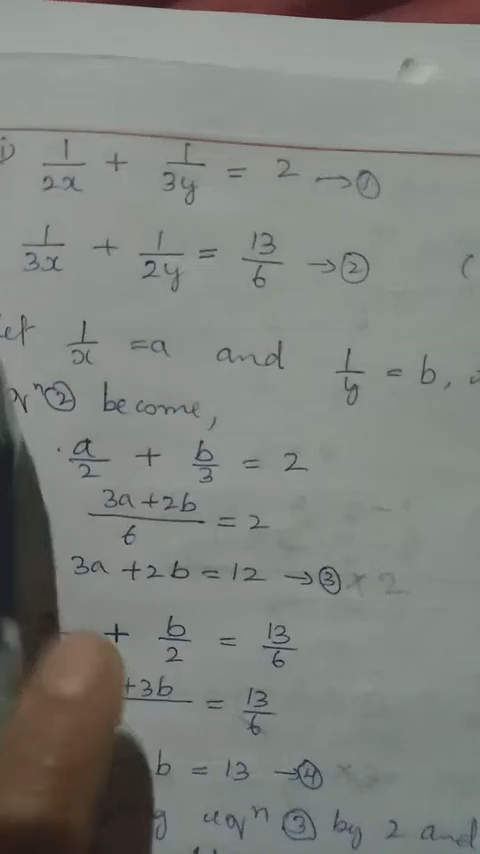 i) 1/2x + 1/3y = 2 → ①
1/3x + 1/2y = 13/6 → ②
let 1/x = a and 1/y = b,
eqⁿ ② become,
a/2 + b/3 = 2
3a+2b/6 = 2
3a + 2b = 12 → ③ × 2
+ b/2 = 13/6
+3b = 13/6
b = 13 → ④
eqⁿ ③ by 2 and